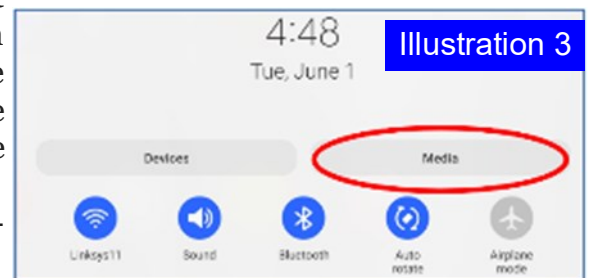 4:48
Illustration 3
Tue, June 1
Devices
Media
Linksys11
Sound
Bluetooth
Auto
rotate
Airplane
mode